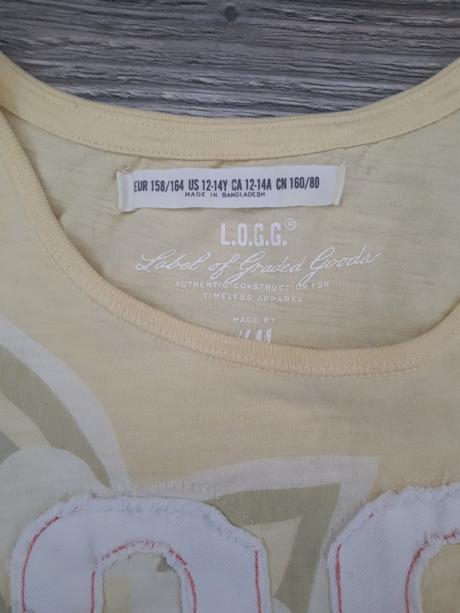 EUR 158/164 US 12-14Y CA 12-14A CN 160/80
MADE IN BANGLADESH
L.O.G.G.®
Label of Graded Goods
AUTHENTIC CONSTRUCTION FOR
TIMELESS APPAREL
MADE BY